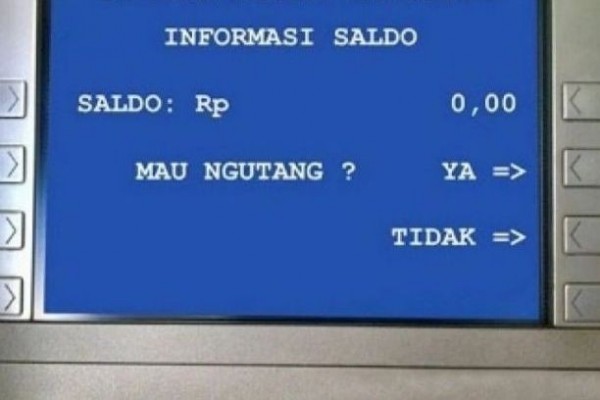 INFORMASI SALDO
SALDO: Rp 0,00
MAU NGUTANG ? YA =>
TIDAK =>